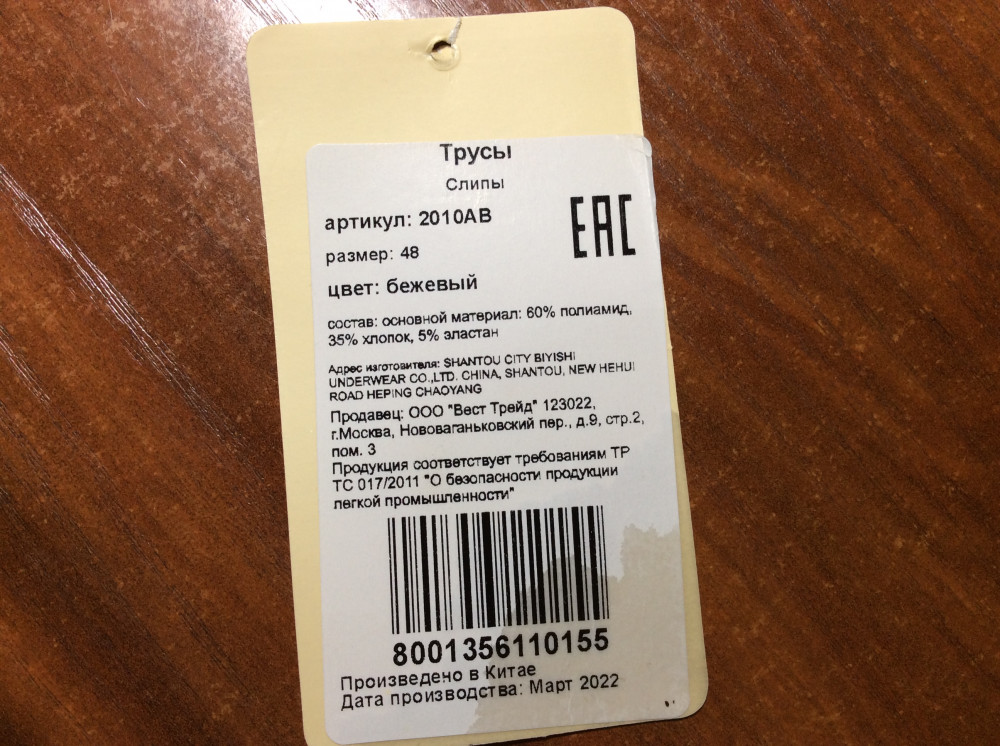 Трусы
Слипы
артикул: 2010АВ
EAC
размер: 48
цвет: бежевый
состав: основной материал: 60% полиамид,
35% хлопок, 5% эластан
Адрес изготовителя: SHANTOU CITY BIYISHI
UNDERWEAR CO.,LTD. CHINA, SHANTOU, NEW HEHUI
ROAD HEPING CHAOYANG
Продавец: ООО "Вест Трейд" 123022,
г.Москва, Нововаганьковский пер., д.9, стр.2,
пом. 3
Продукция соответствует требованиям ТР
ТС 017/2011 "О безопасности продукции
легкой промышленности"
8001356110155
Произведено в Китае
Дата производства: Март 2022